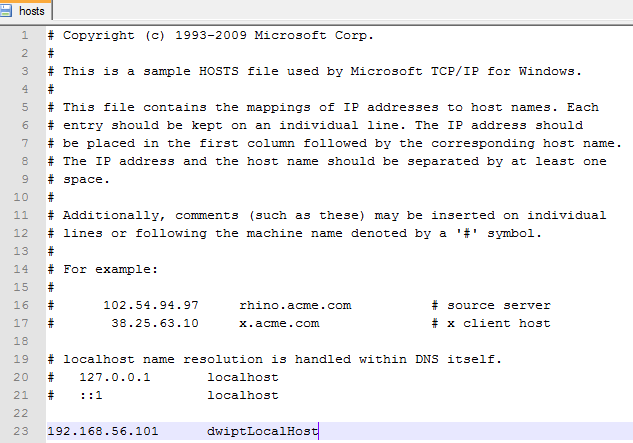 hosts
1 # Copyright (c) 1993-2009 Microsoft Corp.
2 #
3 # This is a sample HOSTS file used by Microsoft TCP/IP for Windows.
4 #
5 # This file contains the mappings of IP addresses to host names. Each
6 # entry should be kept on an individual line. The IP address should
7 # be placed in the first column followed by the corresponding host name.
8 # The IP address and the host name should be separated by at least one
9 # space.
10 #
11 # Additionally, comments (such as these) may be inserted on individual
12 # lines or following the machine name denoted by a '#' symbol.
13 #
14 # For example:
15 #
16 #      102.54.94.97     rhino.acme.com          # source server
17 #       38.25.63.10     x.acme.com              # x client host
18
19 # localhost name resolution is handled within DNS itself.
20 #   127.0.0.1       localhost
21 #   ::1             localhost
22
23 192.168.56.101      dwiptLocalHost